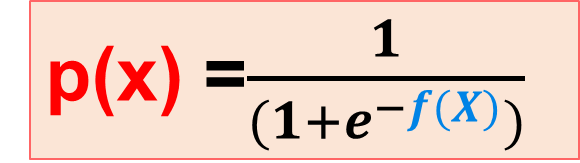 p(x) = 1
(1+e−f(X))